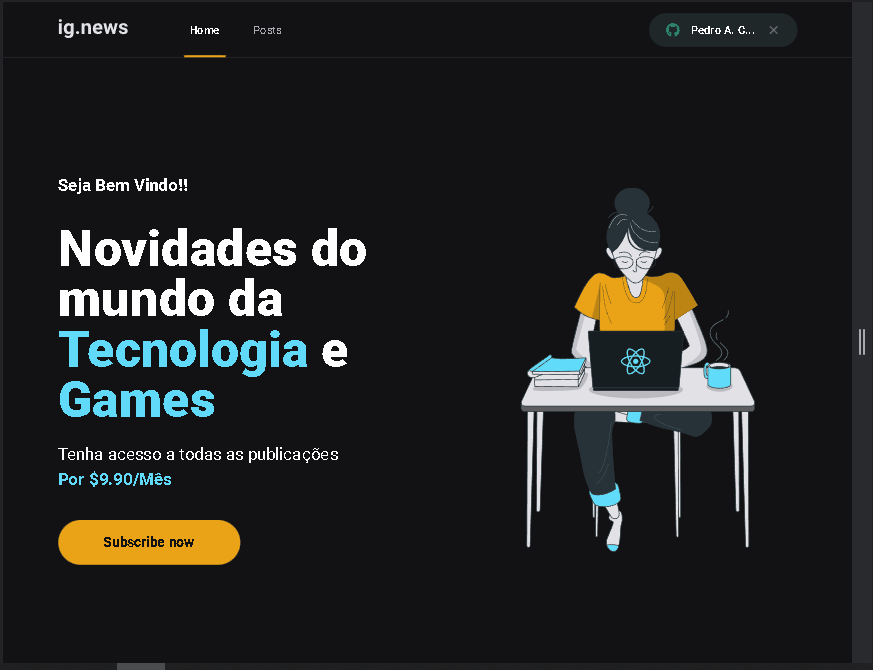 ig.news
Home
Posts
Pedro A. C...
Seja Bem Vindo!!
Novidades do
mundo da
Tecnologia e
Games
Tenha acesso a todas as publicações
Por $9.90/Mês
Subscribe now